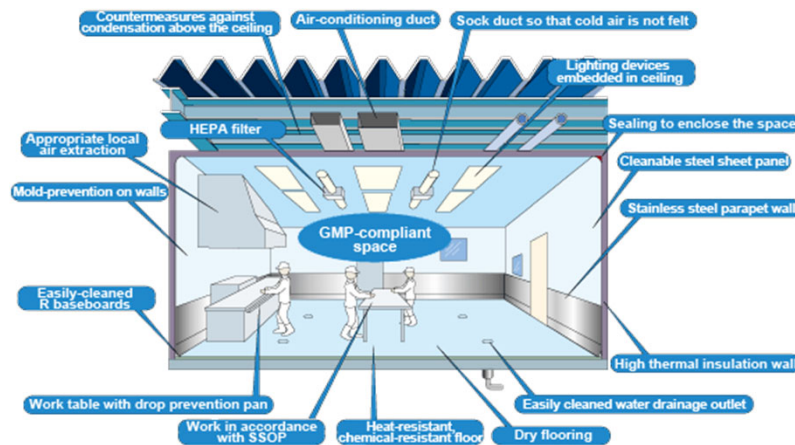 Countermeasures against
condensation above the ceiling
Air-conditioning duct
Sock duct so that cold air is not felt
Lighting devices
embedded in ceiling
HEPA filter
Sealing to enclose the space
Appropriate local
air extraction
Cleanable steel sheet panel
Mold-prevention on walls
Stainless steel parapet wall
GMP-compliant
space
Easily-cleaned
R baseboards
High thermal insulation wall
Work table with drop prevention pan
Easily cleaned water drainage outlet
Work in accordance
with SSOP
Heat-resistant,
chemical-resistant floor
Dry flooring